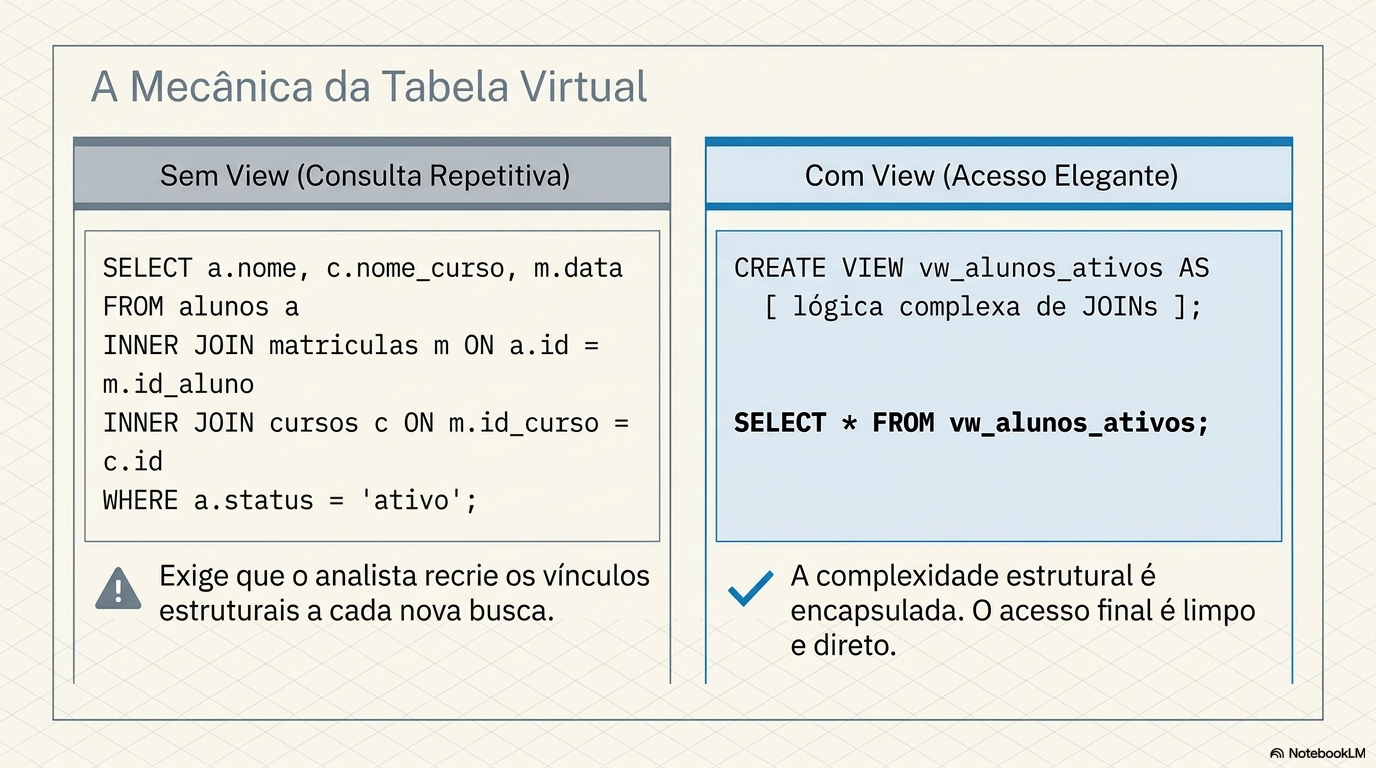 A Mecânica da Tabela Virtual
Sem View (Consulta Repetitiva)
SELECT a.nome, c.nome_curso, m.data
FROM alunos a
INNER JOIN matriculas m ON a.id =
m.id_aluno
INNER JOIN cursos c ON m.id_curso =
c.id
WHERE a.status = 'ativo';
Exige que o analista recrie os vínculos
estruturais a cada nova busca.
Com View (Acesso Elegante)
CREATE VIEW vw_alunos_ativos AS
[ lógica complexa de JOINs ];
SELECT * FROM vw_alunos_ativos;
A complexidade estrutural é
encapsulada. O acesso final é limpo
e direto.
NotebookLM